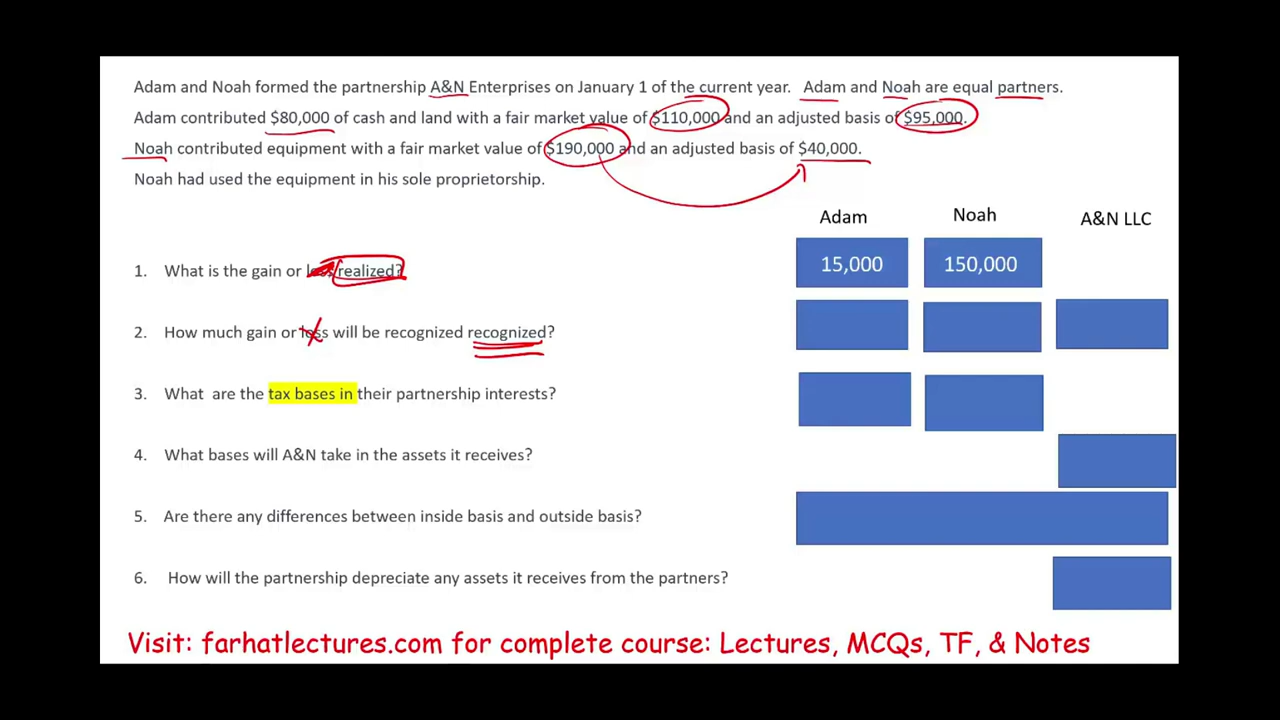 Adam and Noah formed the partnership A&N Enterprises on January 1 of the current year. Adam and Noah are equal partners.
Adam contributed $80,000 of cash and land with a fair market value of $110,000 and an adjusted basis of $95,000.
Noah contributed equipment with a fair market value of $190,000 and an adjusted basis of $40,000.
Noah had used the equipment in his sole proprietorship.
Adam Noah A&N LLC
1. What is the gain or loss realized? 15,000 150,000
2. How much gain or loss will be recognized recognized?
3. What are the tax bases in their partnership interests?
4. What bases will A&N take in the assets it receives?
5. Are there any differences between inside basis and outside basis?
6. How will the partnership depreciate any assets it receives from the partners?
Visit: farhatlectures.com for complete course: Lectures, MCQs, TF, & Notes